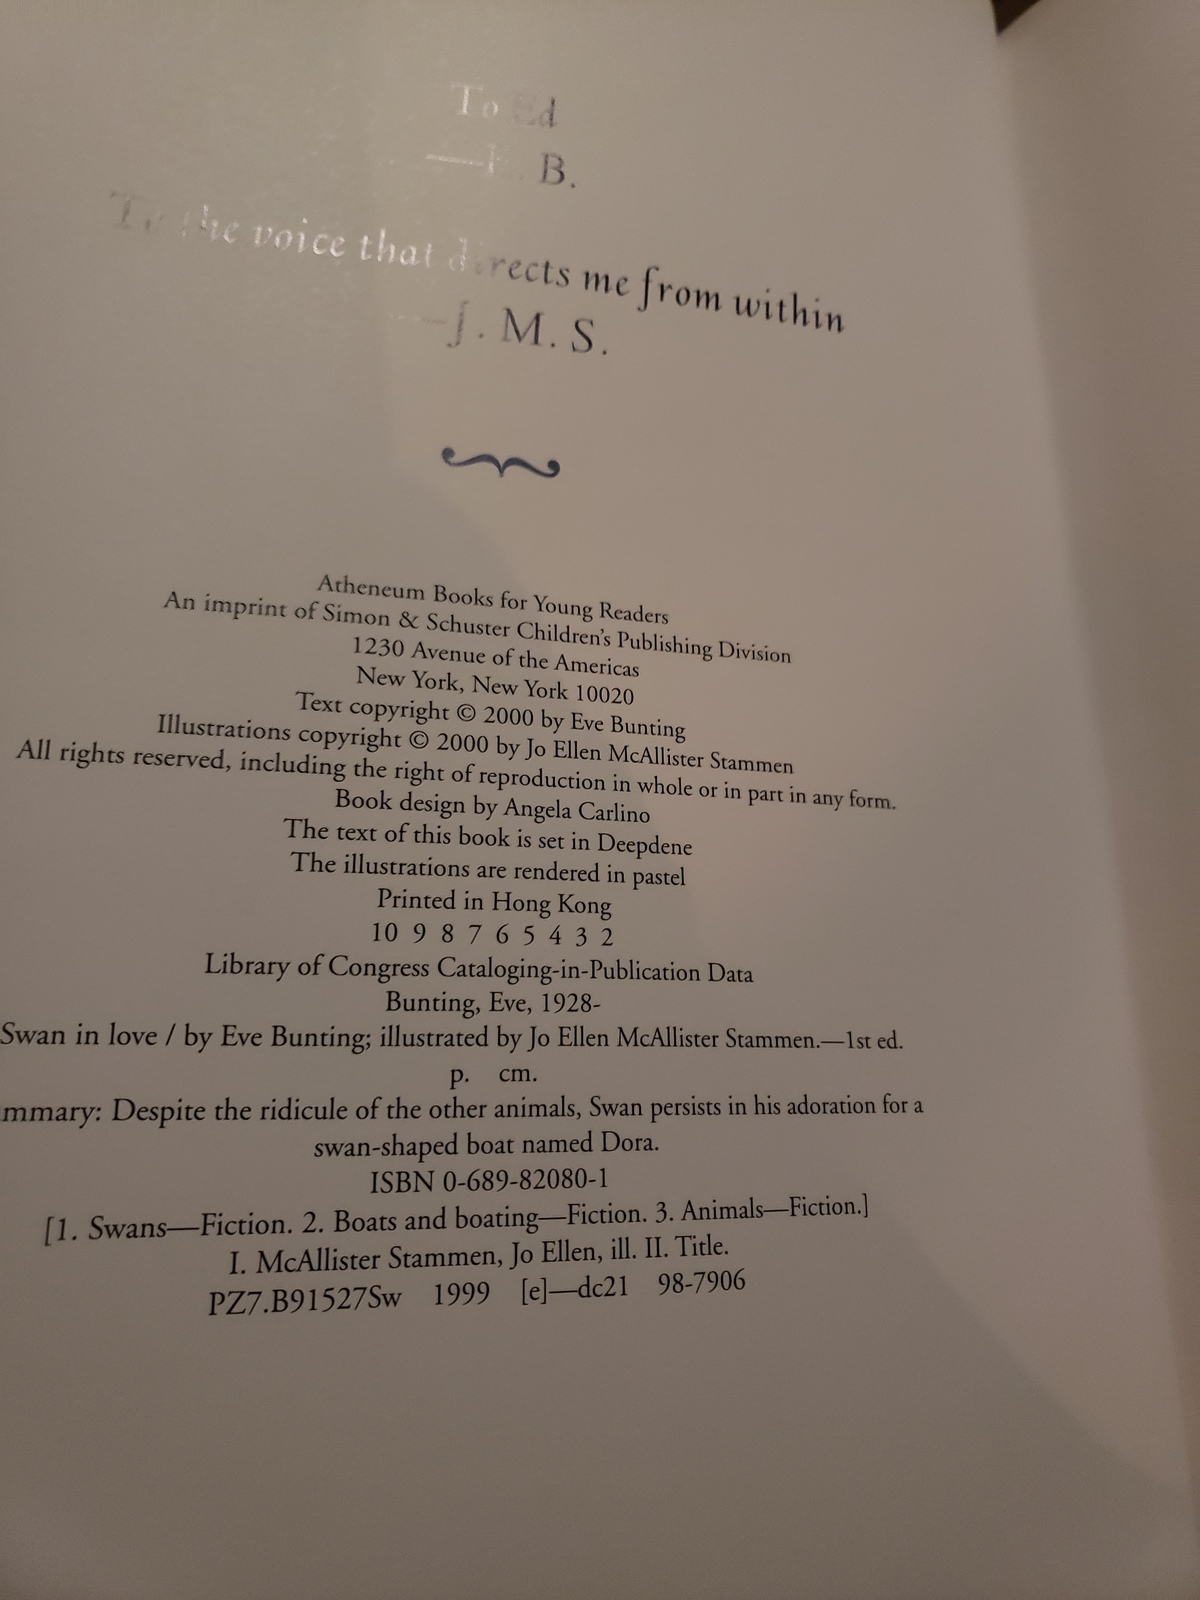 To Ed
—E. B.
To the voice that directs me from within
—J. M. S.
Atheneum Books for Young Readers
An imprint of Simon & Schuster Children's Publishing Division
1230 Avenue of the Americas
New York, New York 10020
Text copyright © 2000 by Eve Bunting
Illustrations copyright © 2000 by Jo Ellen McAllister Stammen
All rights reserved, including the right of reproduction in whole or in part in any form.
Book design by Angela Carlino
The text of this book is set in Deepdene
The illustrations are rendered in pastel
Printed in Hong Kong
10 9 8 7 6 5 4 3 2
Library of Congress Cataloging-in-Publication Data
Bunting, Eve, 1928-
Swan in love / by Eve Bunting; illustrated by Jo Ellen McAllister Stammen.—1st ed.
p. cm.
mmary: Despite the ridicule of the other animals, Swan persists in his adoration for a
swan-shaped boat named Dora.
ISBN 0-689-82080-1
[1. Swans—Fiction. 2. Boats and boating—Fiction. 3. Animals—Fiction.]
I. McAllister Stammen, Jo Ellen, ill. II. Title.
PZ7.B91527Sw 1999 [e]—dc21 98-7906